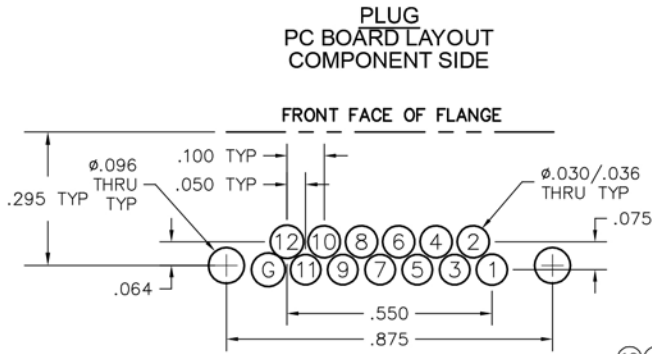 PLUG
PC BOARD LAYOUT
COMPONENT SIDE
FRONT FACE OF FLANGE
.100 TYP
.050 TYP
Ø.096
THRU
TYP
.295 TYP
Ø.030/.036
THRU TYP
.075
12 10 8 6 4 2
G 11 9 7 5 3 1
.064
.550
.875